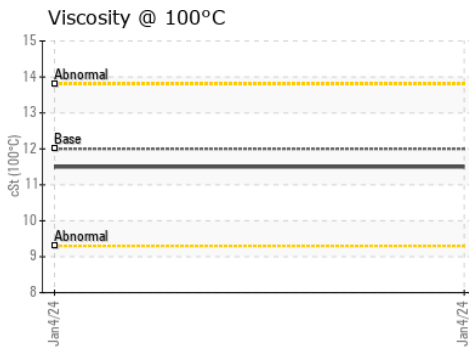 Viscosity @ 100°C
cSt (100°C)
15
14
13
12
11
10
9
8
Abnormal
Base
Abnormal
Jan4/24
Jan4/24